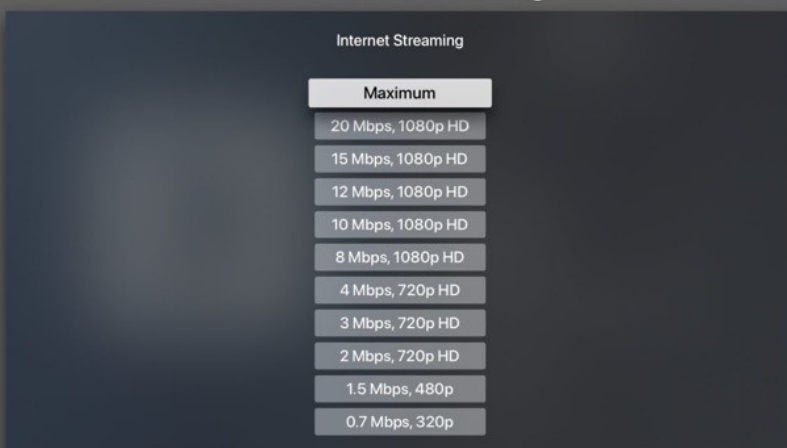 Internet Streaming
Maximum
20 Mbps, 1080p HD
15 Mbps, 1080p HD
12 Mbps, 1080p HD
10 Mbps, 1080p HD
8 Mbps, 1080p HD
4 Mbps, 720p HD
3 Mbps, 720p HD
2 Mbps, 720p HD
1.5 Mbps, 480p
0.7 Mbps, 320p